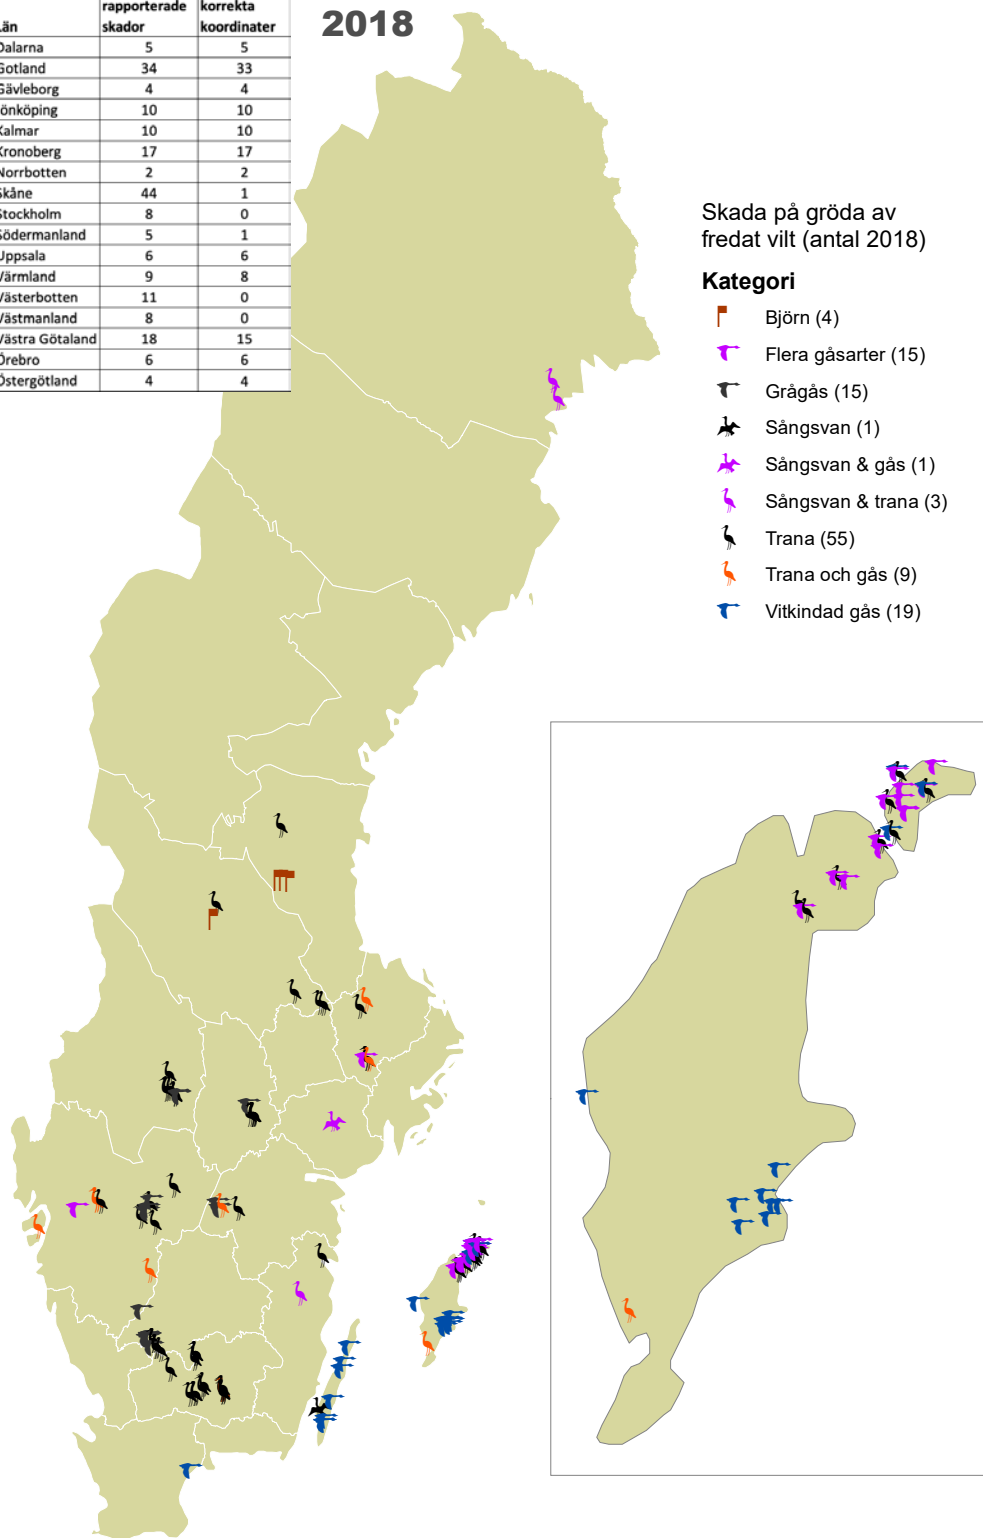 rapporterade korrekta
Län skador koordinater
Dalarna 5 5
Gotland 34 33
Gävleborg 4 4
Jönköping 10 10
Kalmar 10 10
Kronoberg 17 17
Norrbotten 2 2
Skåne 44 1
Stockholm 8 0
Södermanland 5 1
Uppsala 6 6
Värmland 9 8
Västerbotten 11 0
Västmanland 8 0
Västra Götaland 18 15
Örebro 6 6
Östergötland 4 4
2018
Skada på gröda av
fredat vilt (antal 2018)
Kategori
Björn (4)
Flera gåsarter (15)
Grågås (15)
Sångsvan (1)
Sångsvan & gås (1)
Sångsvan & trana (3)
Trana (55)
Trana och gås (9)
Vitkindad gås (19)